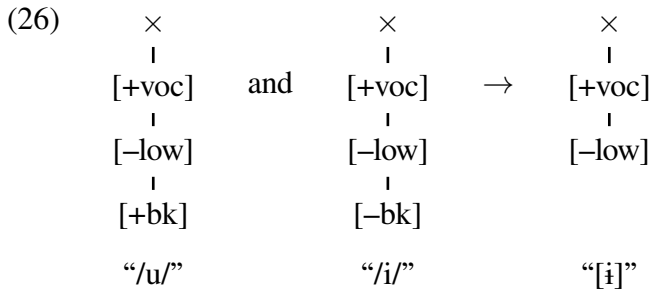 (26) × × ×
[+voc] and [+voc] → [+voc]
[–low] [–low] [–low]
[+bk] [–bk]
“/u/” “/i/” “[ɨ]”